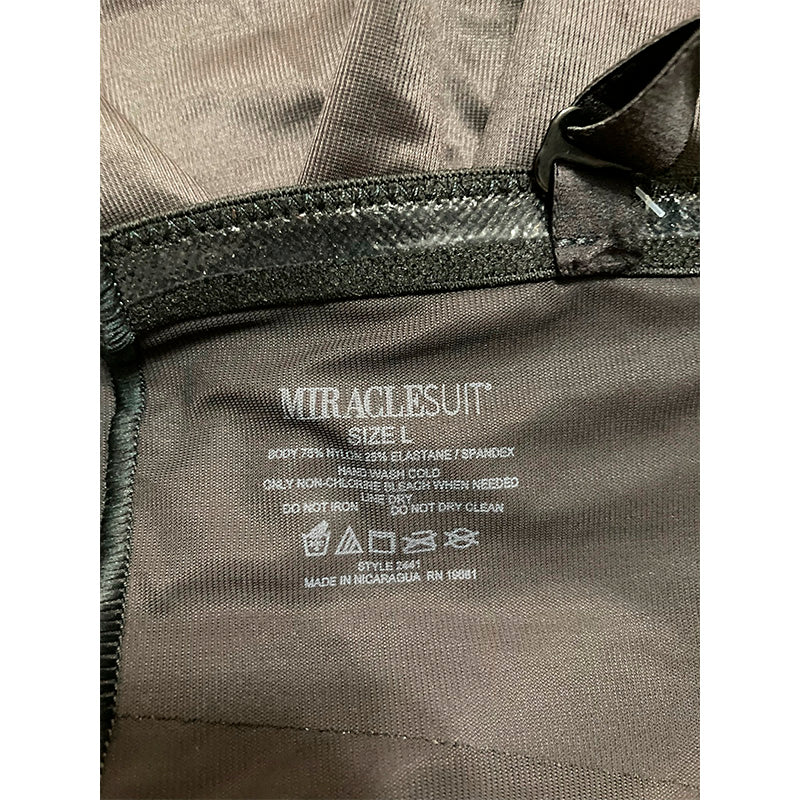 MIRACLESUIT®
SIZE L
BODY 75% NYLON 25% ELASTANE / SPANDEX
HAND WASH COLD
ONLY NON-CHLORINE BLEACH WHEN NEEDED
LINE DRY
DO NOT IRON DO NOT DRY CLEAN
STYLE 2441
MADE IN NICARAGUA RN 19661